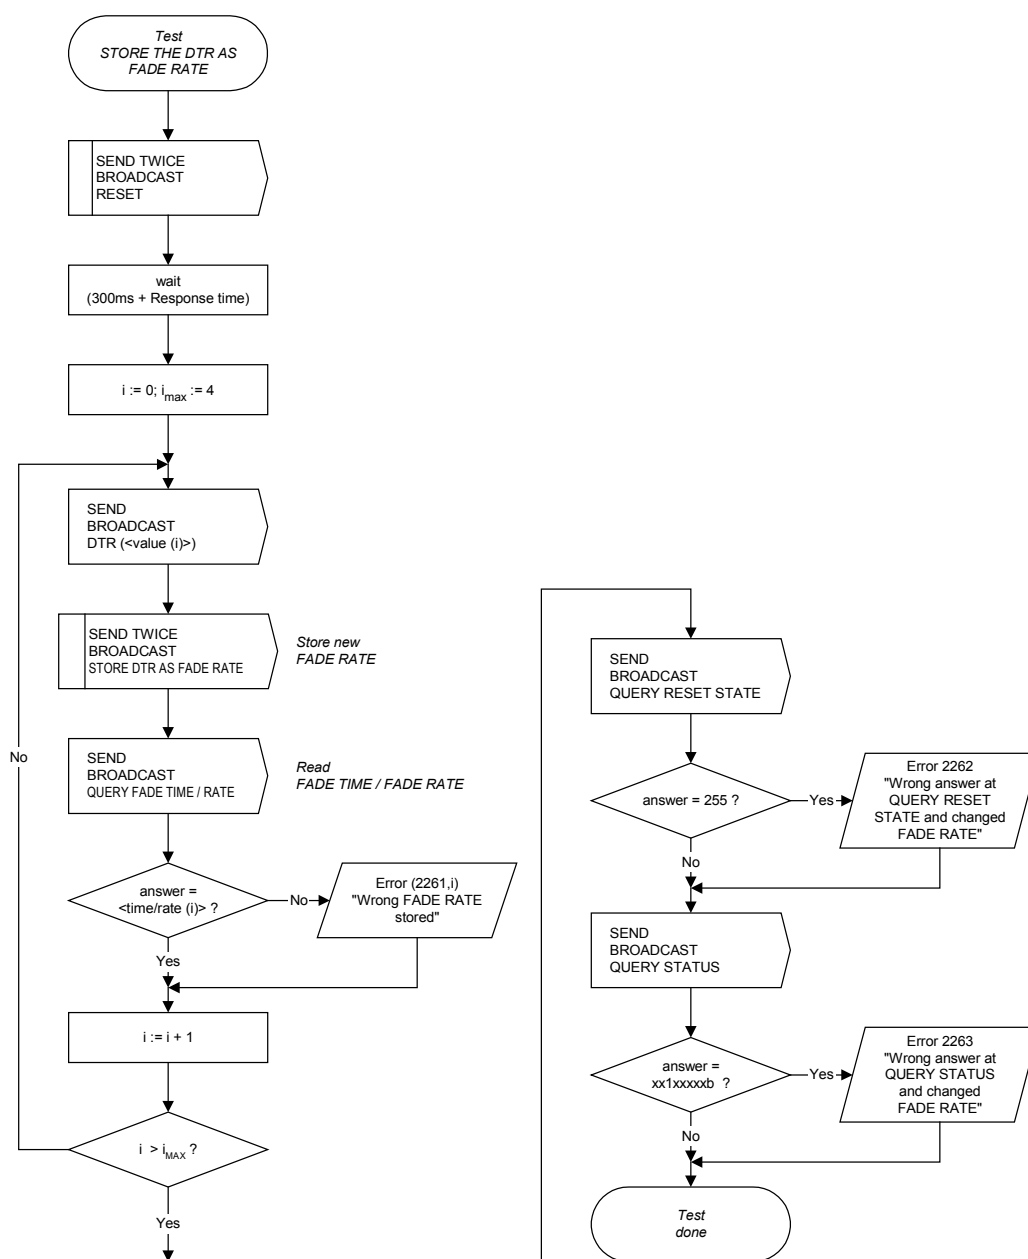 Test
STORE THE DTR AS
FADE RATE
SEND TWICE
BROADCAST
RESET
wait
(300ms + Response time)
i := 0; imax := 4
SEND
BROADCAST
DTR (<value (i)>)
SEND TWICE
BROADCAST
STORE DTR AS FADE RATE
Store new
FADE RATE
No
SEND
BROADCAST
QUERY FADE TIME / RATE
Read
FADE TIME / FADE RATE
answer =
<time/rate (i)> ?
No
Error (2261,i)
"Wrong FADE RATE
stored"
Yes
i := i + 1
i > iMAX ?
Yes
SEND
BROADCAST
QUERY RESET STATE
answer = 255 ?
Yes
Error 2262
"Wrong answer at
QUERY RESET
STATE and changed
FADE RATE"
No
SEND
BROADCAST
QUERY STATUS
answer =
xx1xxxxxb ?
Yes
Error 2263
"Wrong answer at
QUERY STATUS
and changed
FADE RATE"
No
Test
done